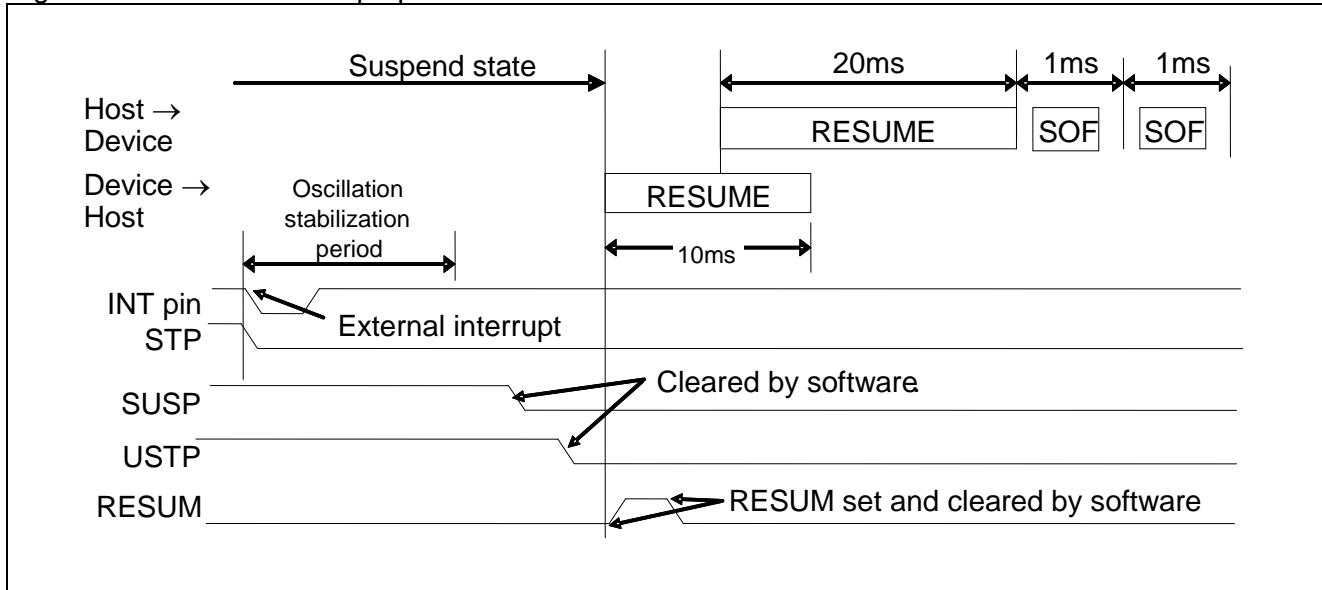 Suspend state
20ms
1ms
1ms
Host →
Device
RESUME
SOF
SOF
Device →
Host
RESUME
Oscillation
stabilization
period
10ms
INT pin
External interrupt
STP
Cleared by software.
SUSP
USTP
RESUM
RESUM set and cleared by software